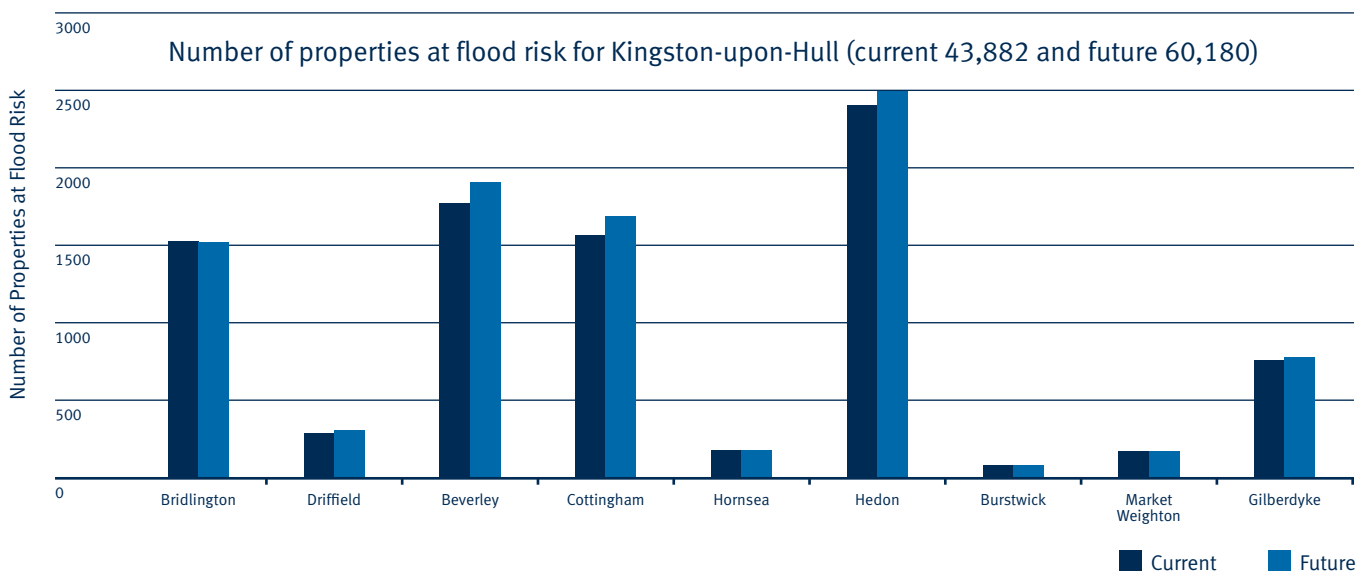 3000
Number of properties at flood risk for Kingston-upon-Hull (current 43,882 and future 60,180)
Number of Properties at Flood Risk
2500
2000
1500
1000
500
0
Bridlington
Driffield
Beverley
Cottingham
Hornsea
Hedon
Burstwick
Market
Weighton
Gilberdyke
Current
Future